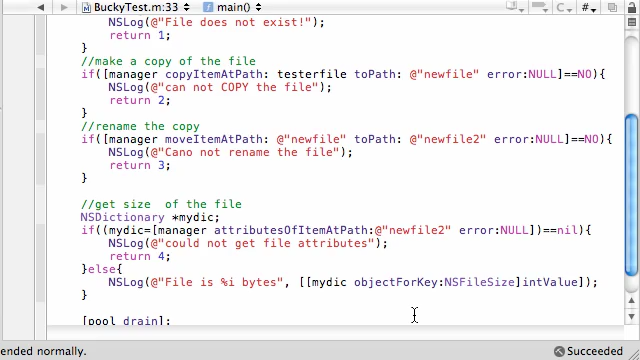 BuckyTest.m:33 main() C #
NSLog(@"File does not exist!");
return 1;
}
//make a copy of the file
if([manager copyItemAtPath: testerfile toPath: @"newfile" error:NULL]==NO){
NSLog(@"can not COPY the file");
return 2;
}
//rename the copy
if([manager moveItemAtPath: @"newfile" toPath: @"newfile2" error:NULL]==NO){
NSLog(@"Cano not rename the file");
return 3;
}
//get size of the file
NSDictionary *mydic;
if((mydic=[manager attributesOfItemAtPath:@"newfile2" error:NULL])==nil){
NSLog(@"could not get file attributes");
return 4;
}else{
NSLog(@"File is %i bytes", [[mydic objectForKey:NSFileSize]intValue]);
}
[pool drain];
ended normally. Succeeded